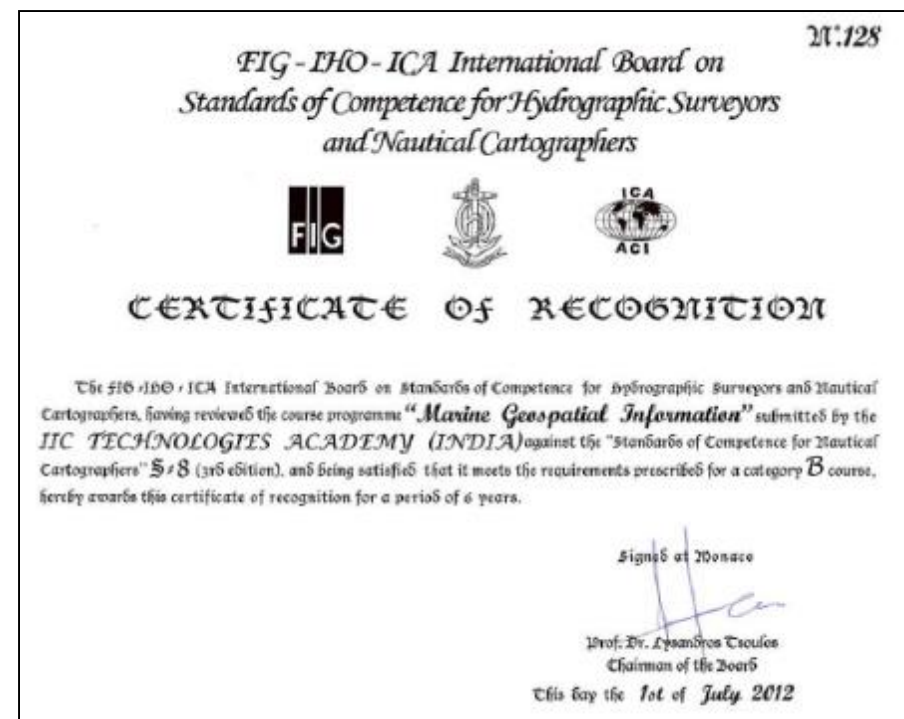 N°.128
FIG - IHO - ICA International Board on
Standards of Competence for Hydrographic Surveyors
and Nautical Cartographers
FIG
ICA
ACI
CERTIFICATE OF RECOGNITION
The FIG-IHO-ICA International Board on Standards of Competence for Hydrographic Surveyors and Nautical
Cartographers, having reviewed the course programme "Marine Geospatial Information" submitted by the
IIC TECHNOLOGIES ACADEMY (INDIA) against the "Standards of Competence for Nautical
Cartographers" S-8 (3rd edition), and being satisfied that it meets the requirements prescribed for a category B course,
hereby awards this certificate of recognition for a period of 6 years.
Signed at Monaco
Prof. Dr. Lysandros Tsoulos
Chairman of the Board
This day the 1st of July 2012